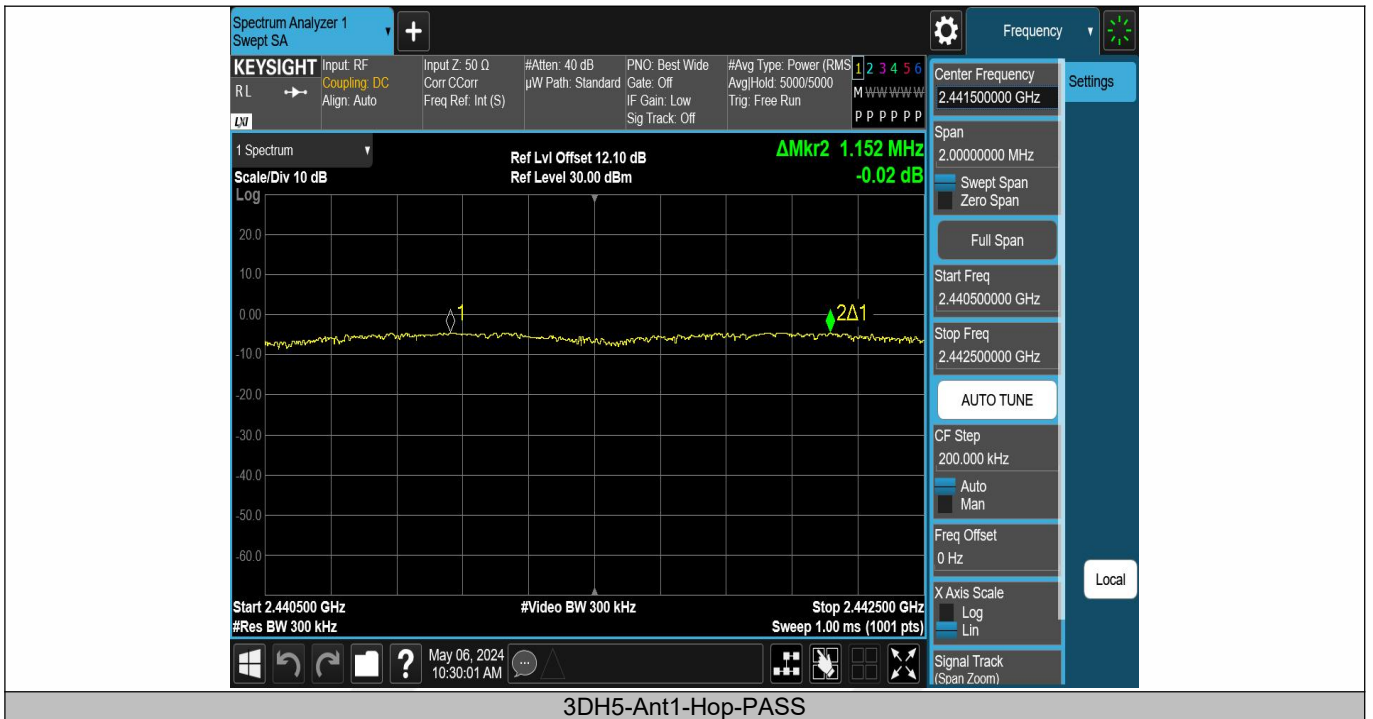 Spectrum Analyzer 1
Swept SA
Frequency
KEYSIGHT
RL
LXI
Input: RF
Coupling: DC
Align: Auto
Input Z: 50 Ω
Corr CCorr
Freq Ref: Int (S)
#Atten: 40 dB
µW Path: Standard
PNO: Best Wide
Gate: Off
IF Gain: Low
Sig Track: Off
#Avg Type: Power (RMS
Avg|Hold: 5000/5000
Trig: Free Run
1 2 3 4 5 6
M W W W W W
P P P P P P
1 Spectrum
Scale/Div 10 dB
Log
Ref Lvl Offset 12.10 dB
Ref Level 30.00 dBm
ΔMkr2 1.152 MHz
-0.02 dB
20.0
10.0
0.00
-10.0
-20.0
-30.0
-40.0
-50.0
-60.0
1
2Δ1
Start 2.440500 GHz
#Res BW 300 kHz
#Video BW 300 kHz
Stop 2.442500 GHz
Sweep 1.00 ms (1001 pts)
?
May 06, 2024
10:30:01 AM
Center Frequency
2.441500000 GHz
Settings
Span
2.00000000 MHz
Swept Span
Zero Span
Full Span
Start Freq
2.440500000 GHz
Stop Freq
2.442500000 GHz
AUTO TUNE
CF Step
200.000 kHz
Auto
Man
Freq Offset
0 Hz
X Axis Scale
Log
Lin
Signal Track
(Span Zoom)
Local
3DH5-Ant1-Hop-PASS